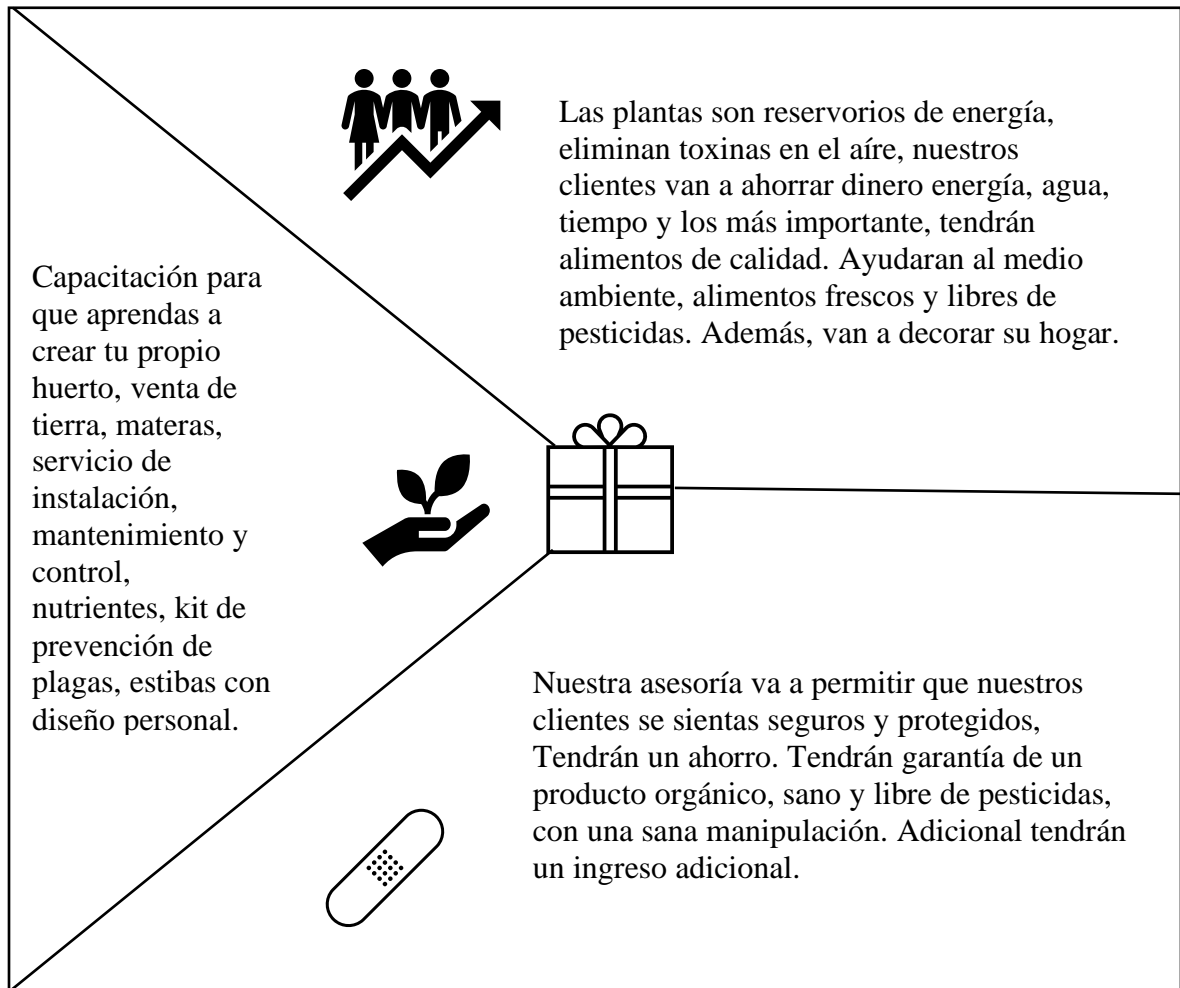 Las plantas son reservorios de energía,
eliminan toxinas en el aíre, nuestros
clientes van a ahorrar dinero energía, agua,
tiempo y los más importante, tendrán
alimentos de calidad. Ayudaran al medio
ambiente, alimentos frescos y libres de
pesticidas. Además, van a decorar su hogar.
Capacitación para
que aprendas a
crear tu propio
huerto, venta de
tierra, materas,
servicio de
instalación,
mantenimiento y
control,
nutrientes, kit de
prevención de
plagas, estibas con
diseño personal.
Nuestra asesoría va a permitir que nuestros
clientes se sientas seguros y protegidos,
Tendrán un ahorro. Tendrán garantía de un
producto orgánico, sano y libre de pesticidas,
con una sana manipulación. Adicional tendrán
un ingreso adicional.